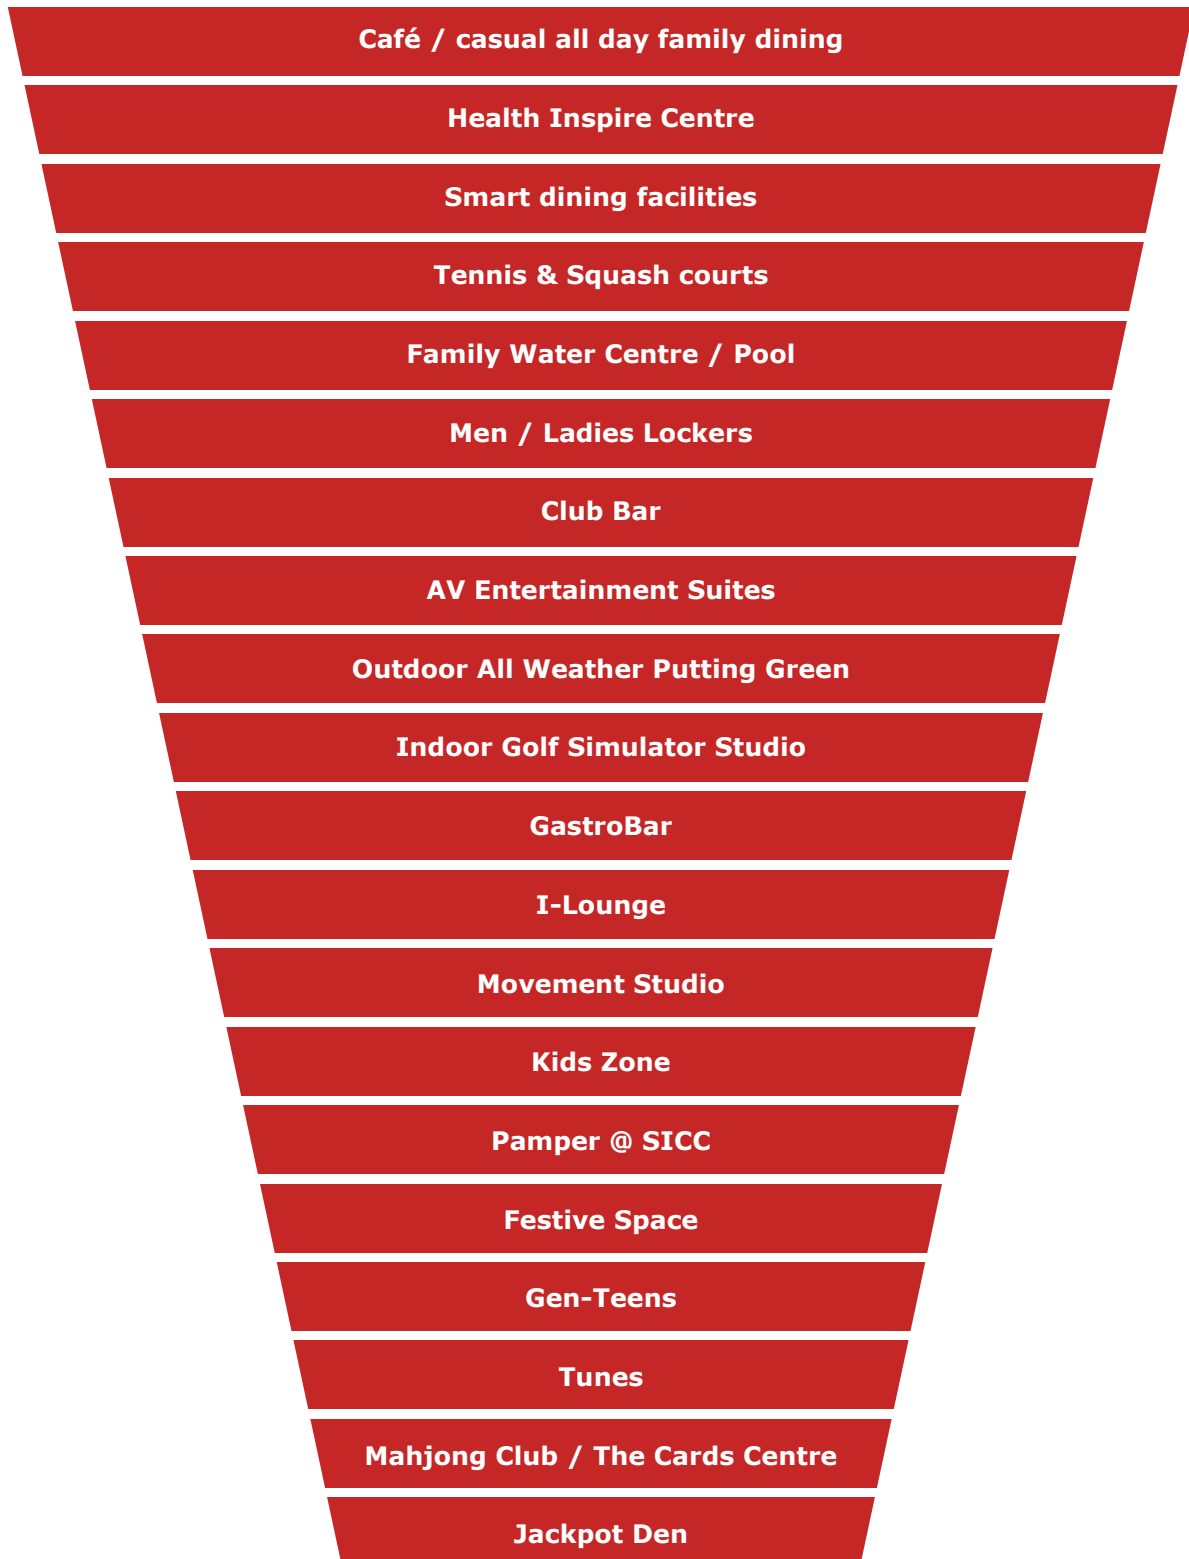 Café / casual all day family dining
Health Inspire Centre
Smart dining facilities
Tennis & Squash courts
Family Water Centre / Pool
Men / Ladies Lockers
Club Bar
AV Entertainment Suites
Outdoor All Weather Putting Green
Indoor Golf Simulator Studio
GastroBar
I-Lounge
Movement Studio
Kids Zone
Pamper @ SICC
Festive Space
Gen-Teens
Tunes
Mahjong Club / The Cards Centre
Jackpot Den